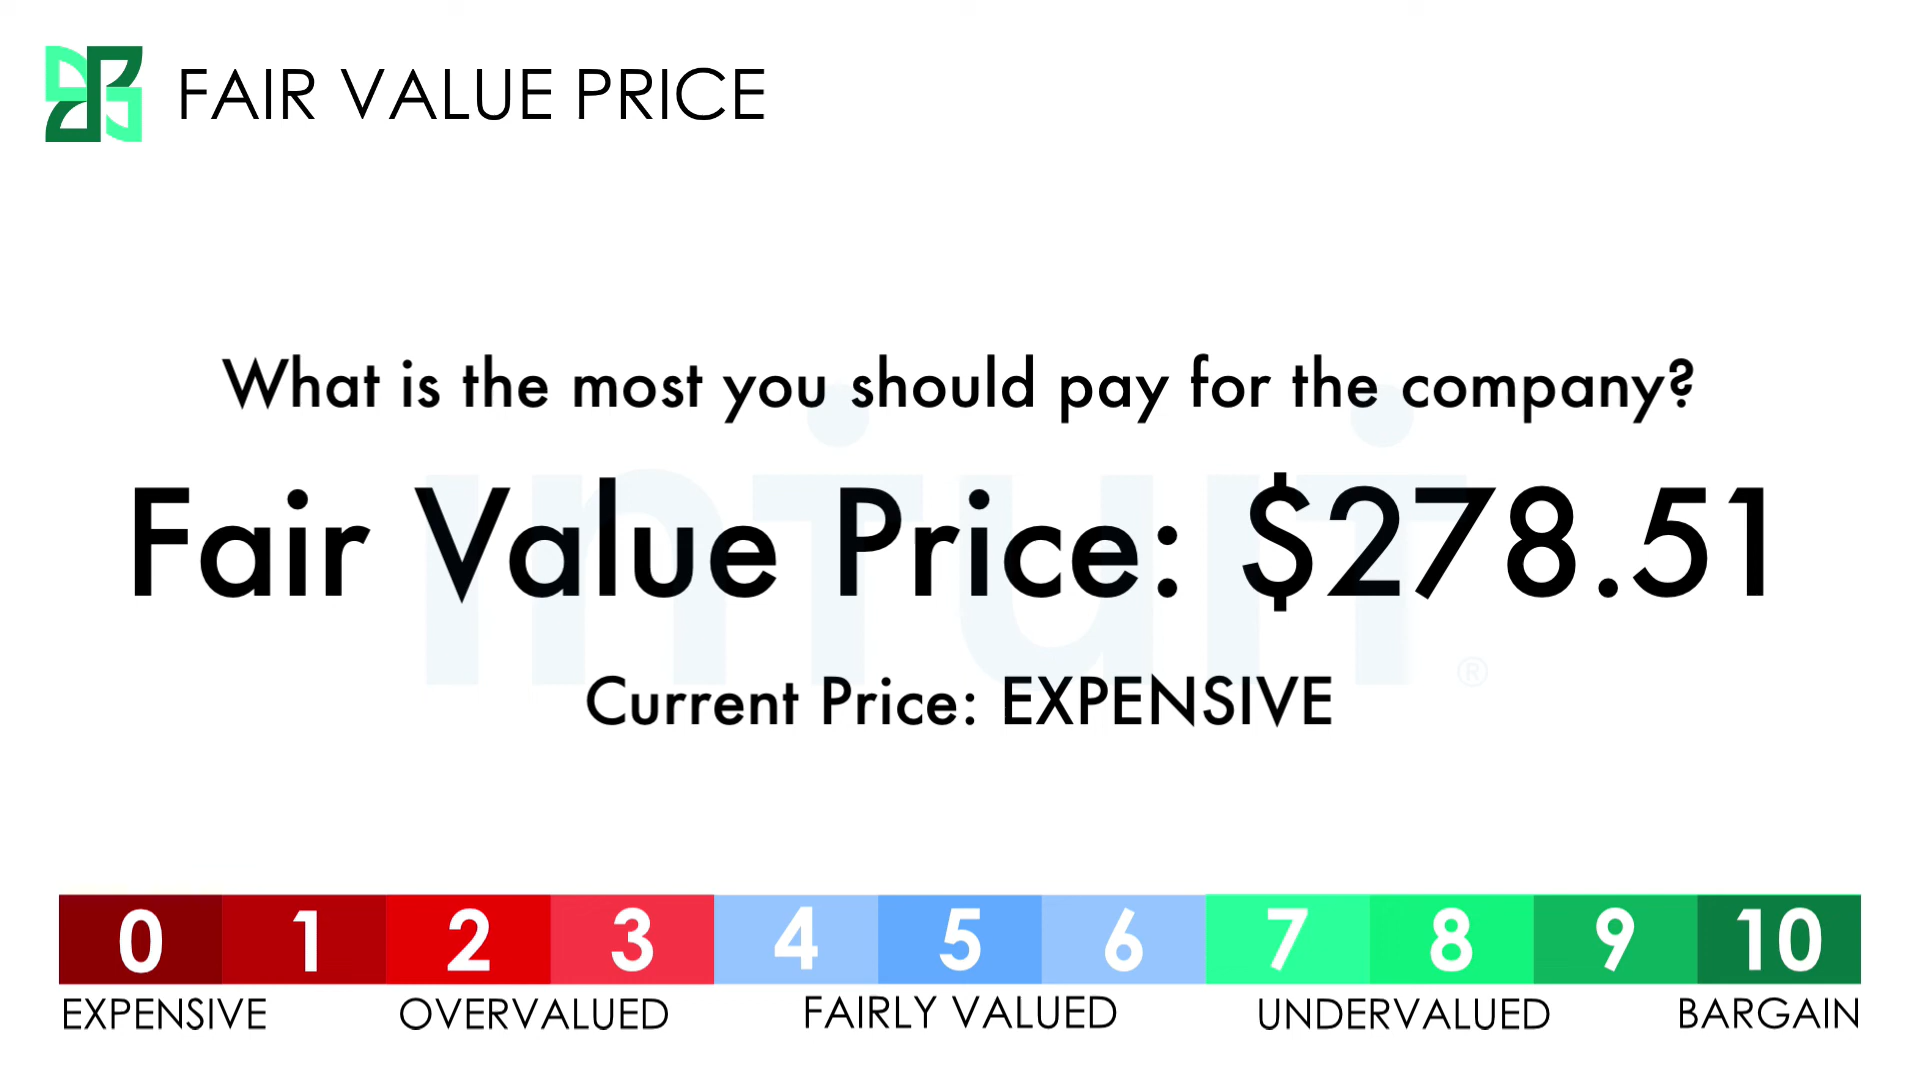 FAIR VALUE PRICE
What is the most you should pay for the company?
Fair Value Price: $278.51
intuit®
Current Price: EXPENSIVE
0 1 2 3 4 5 6 7 8 9 10
EXPENSIVE OVERVALUED FAIRLY VALUED UNDERVALUED BARGAIN